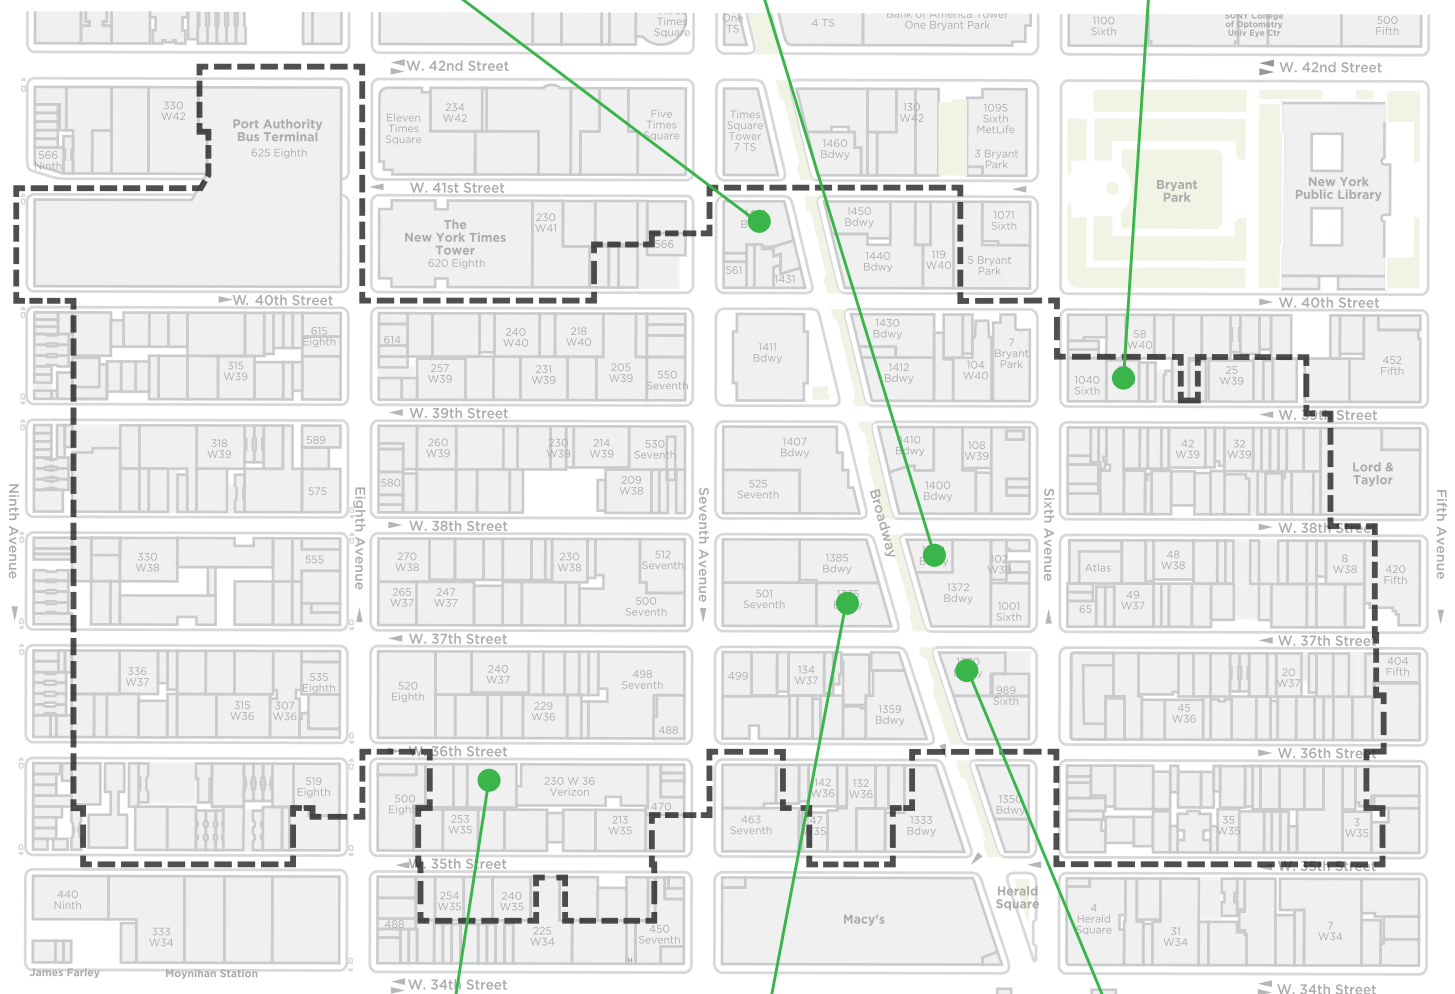 Times
Square
One
TS
4 TS
Bank of America Tower
One Bryant Park
1100
Sixth
SUNY College
of Optometry
Univ Eye Ctr
500
Fifth
W. 42nd Street
W. 42nd Street
330
W42
566
Ninth
Port Authority
Bus Terminal
625 Eighth
Eleven
Times
Square
234
W42
Five
Times
Square
Times
Square
Tower
7 TS
1460
Bdwy
130
W42
1095
Sixth
MetLife
3 Bryant
Park
Bryant
Park
New York
Public Library
W. 41st Street
The
New York Times
Tower
620 Eighth
230
W41
566
561
1431
1450
Bdwy
1440
Bdwy
119
W40
1071
Sixth
5 Bryant
Park
W. 40th Street
W. 40th Street
615
Eighth
315
W39
614
257
W39
240
W40
231
W39
218
W40
205
W39
550
Seventh
1411
Bdwy
1430
Bdwy
1412
Bdwy
104
W40
7
Bryant
Park
58
W40
1040
Sixth
25
W39
452
Fifth
W. 39th Street
W. 39th Street
318
W39
589
575
260
W39
580
230
W39
214
W39
209
W38
530
Seventh
1407
Bdwy
525
Seventh
1410
Bdwy
1400
Bdwy
108
W39
42
W39
32
W39
Lord &
Taylor
Ninth Avenue
Eighth Avenue
Seventh Avenue
Broadway
Sixth Avenue
Fifth Avenue
W. 38th Street
W. 38th Street
330
W38
555
270
W38
265
W37
247
W37
230
W38
512
Seventh
500
Seventh
1385
Bdwy
501
Seventh
1372
Bdwy
102
W38
1001
Sixth
Atlas
65
48
W38
49
W37
8
W38
420
Fifth
W. 37th Street
W. 37th Street
336
W37
315
W36
307
W36
535
Eighth
520
Eighth
240
W37
229
W36
498
Seventh
488
499
134
W37
1359
Bdwy
989
Sixth
45
W36
20
W37
404
Fifth
W. 36th Street
W. 36th Street
519
Eighth
500
Eighth
253
W35
230 W 36
Verizon
213
W35
470
463
Seventh
142
W36
132
W36
1333
Bdwy
1350
Bdwy
35
W35
3
W35
W. 35th Street
W. 35th Street
440
Ninth
333
W34
254
W35
488
240
W35
225
W34
450
Seventh
H
Macy's
Herald
Square
4
Herald
Square
31
W34
7
W34
James Farley
Moynihan Station
W. 34th Street
W. 34th Street